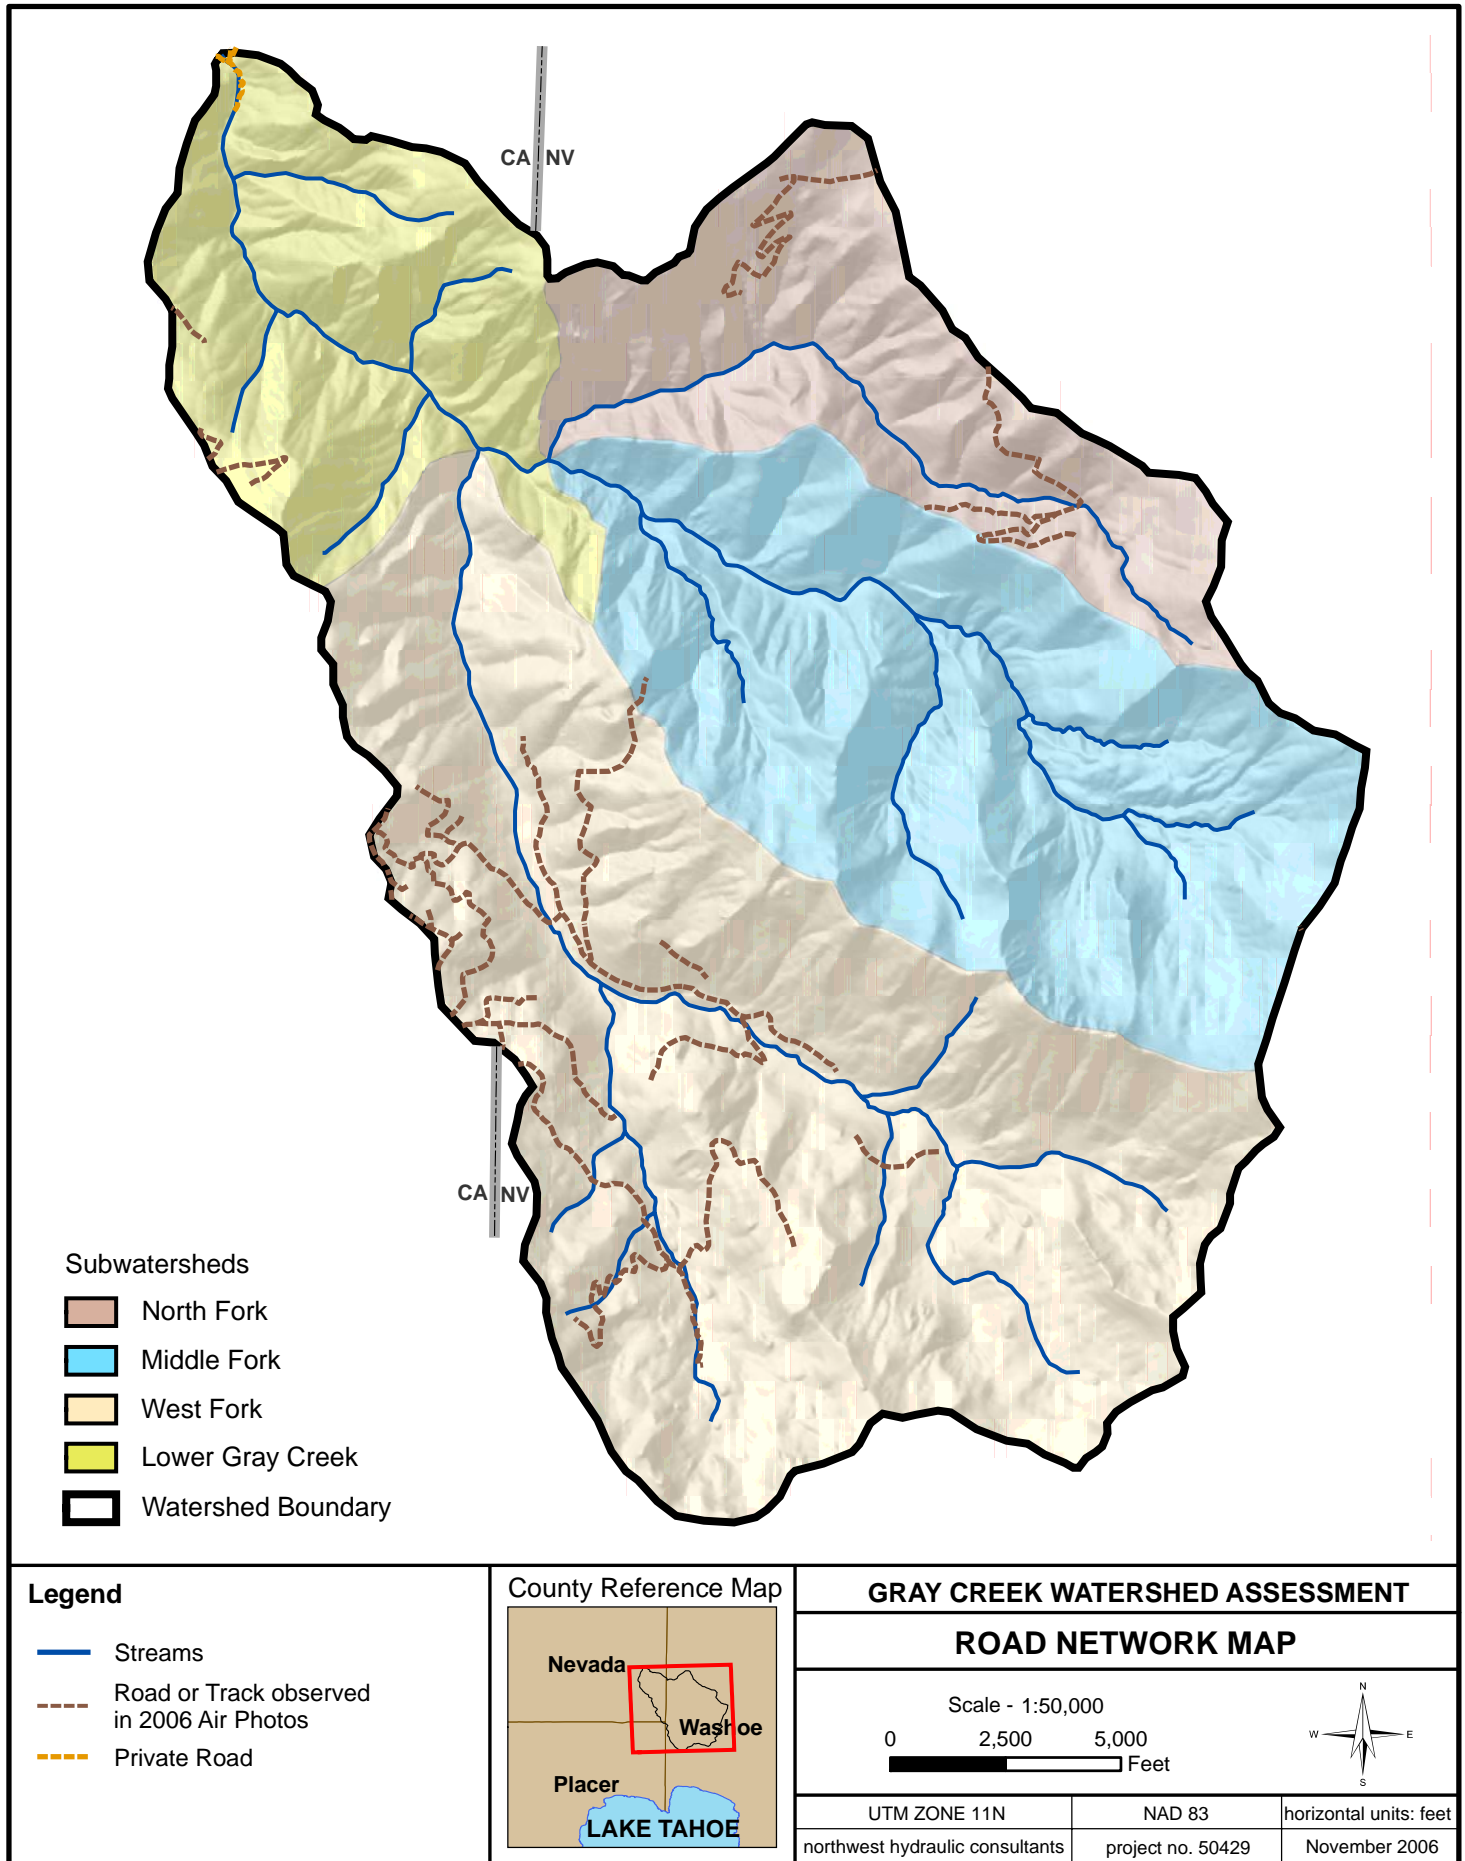 CA NV
CA NV
Subwatersheds
North Fork
Middle Fork
West Fork
Lower Gray Creek
Watershed Boundary
Legend
Streams
Road or Track observed
in 2006 Air Photos
Private Road
County Reference Map
Nevada
Washoe
Placer
LAKE TAHOE
GRAY CREEK WATERSHED ASSESSMENT
ROAD NETWORK MAP
Scale - 1:50,000
0 2,500 5,000
Feet
N
W E
S
UTM ZONE 11N
NAD 83
horizontal units: feet
northwest hydraulic consultants
project no. 50429
November 2006